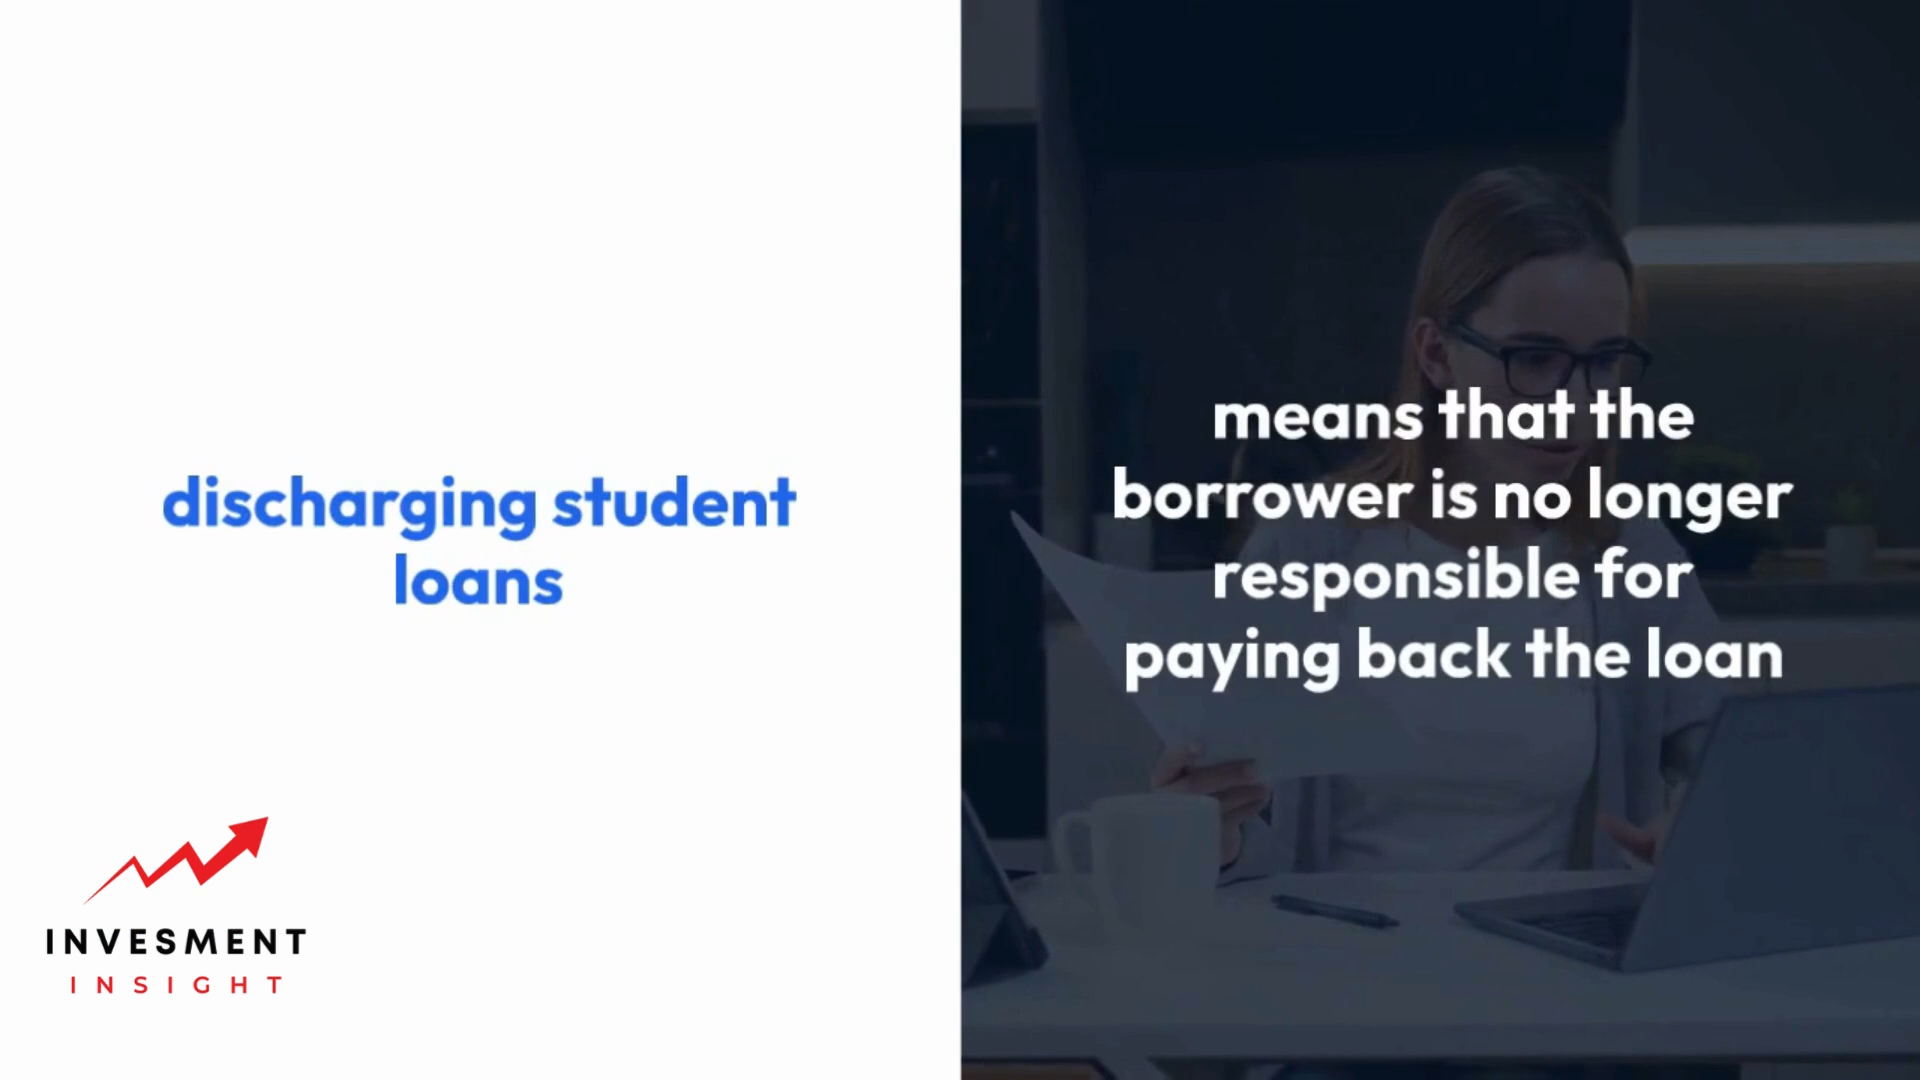 discharging student
loans
means that the
borrower is no longer
responsible for
paying back the loan
INVESMENT
INSIGHT